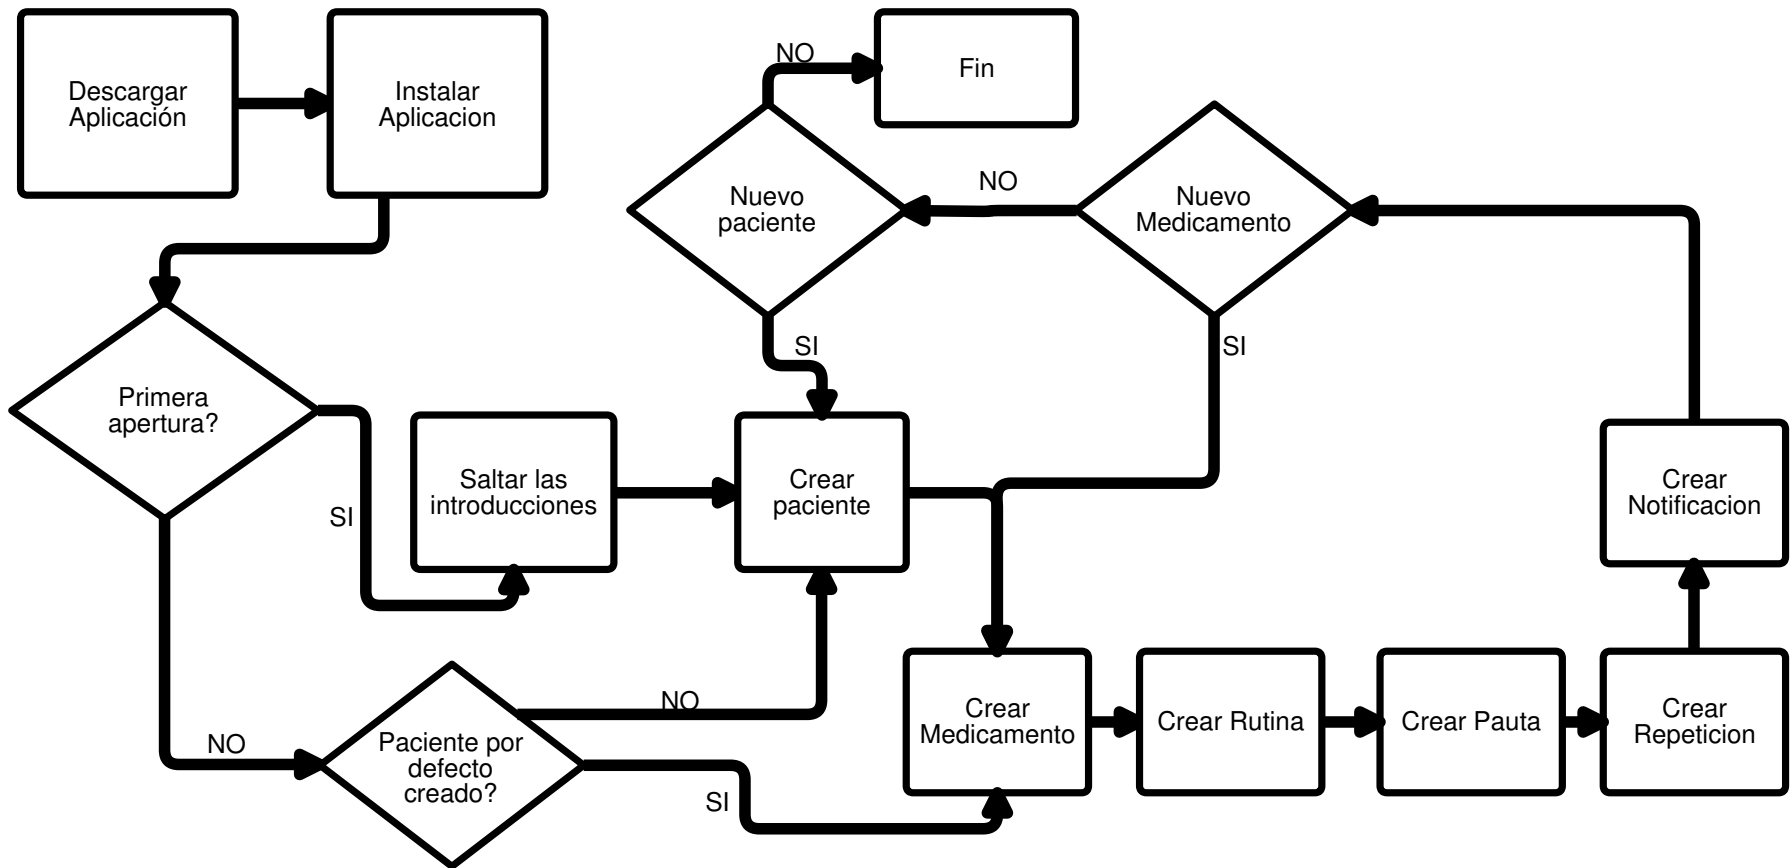 Descargar
Aplicación
Instalar
Aplicacion
NO
Fin
Nuevo
paciente
NO
Nuevo
Medicamento
SI
SI
Primera
apertura?
SI
Saltar las
introducciones
Crear
paciente
Crear
Notificacion
NO
Paciente por
defecto
creado?
NO
SI
Crear
Medicamento
Crear Rutina
Crear Pauta
Crear
Repeticion